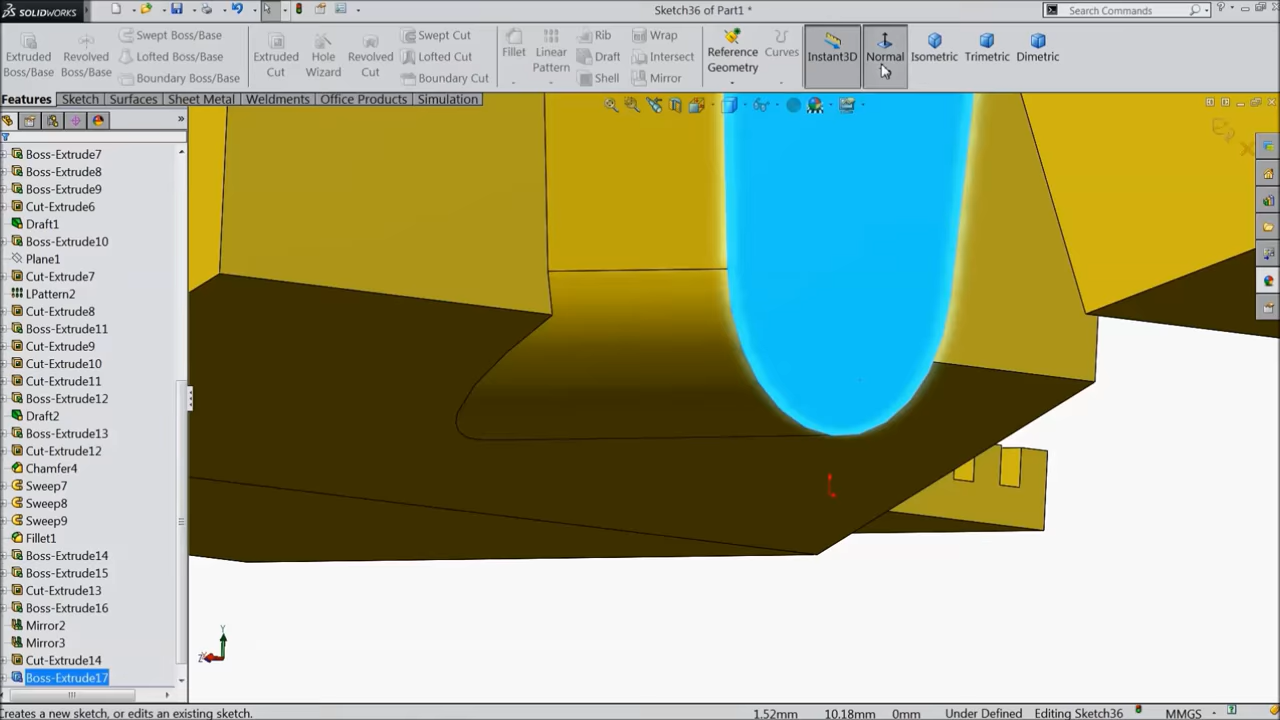 SOLIDWORKS
Sketch36 of Part1 *
Search Commands
Extruded Boss/Base
Revolved Boss/Base
Swept Boss/Base
Lofted Boss/Base
Boundary Boss/Base
Extruded Cut
Hole Wizard
Revolved Cut
Swept Cut
Lofted Cut
Boundary Cut
Fillet
Linear Pattern
Rib
Draft
Shell
Wrap
Intersect
Mirror
Reference Geometry
Curves
Instant3D
Normal
Isometric
Trimetric
Dimetric
Features
Sketch
Surfaces
Sheet Metal
Weldments
Office Products
Simulation
Boss-Extrude7
Boss-Extrude8
Boss-Extrude9
Cut-Extrude6
Draft1
Boss-Extrude10
Plane1
Cut-Extrude7
LPattern2
Cut-Extrude8
Boss-Extrude11
Cut-Extrude9
Cut-Extrude10
Cut-Extrude11
Boss-Extrude12
Draft2
Boss-Extrude13
Cut-Extrude12
Chamfer4
Sweep7
Sweep8
Sweep9
Fillet1
Boss-Extrude14
Boss-Extrude15
Cut-Extrude13
Boss-Extrude16
Mirror2
Mirror3
Cut-Extrude14
Boss-Extrude17
Y
Z
Creates a new sketch, or edits an existing sketch.
1.52mm
10.18mm
0mm
Under Defined
Editing Sketch36
MMGS